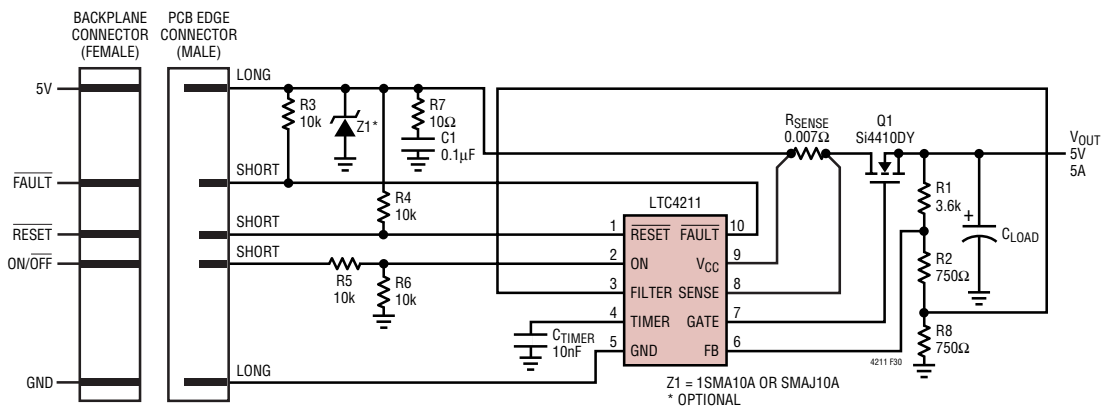 BACKPLANE
CONNECTOR
(FEMALE)
PCB EDGE
CONNECTOR
(MALE)
5V
LONG
R3
10k
Z1*
R7
10Ω
C1
0.1µF
RSENSE
0.007Ω
Q1
Si4410DY
VOUT
5V
5A
FAULT
SHORT
R4
10k
R1
3.6k
+
CLOAD
LTC4211
RESET
SHORT
1 RESET FAULT 10
ON/OFF
SHORT
R5
10k
R6
10k
2 ON VCC 9
R2
750Ω
3 FILTER SENSE 8
4 TIMER GATE 7
CTIMER
10nF
5 GND FB 6
R8
750Ω
4211 F30
GND
LONG
Z1 = 1SMA10A OR SMAJ10A
* OPTIONAL